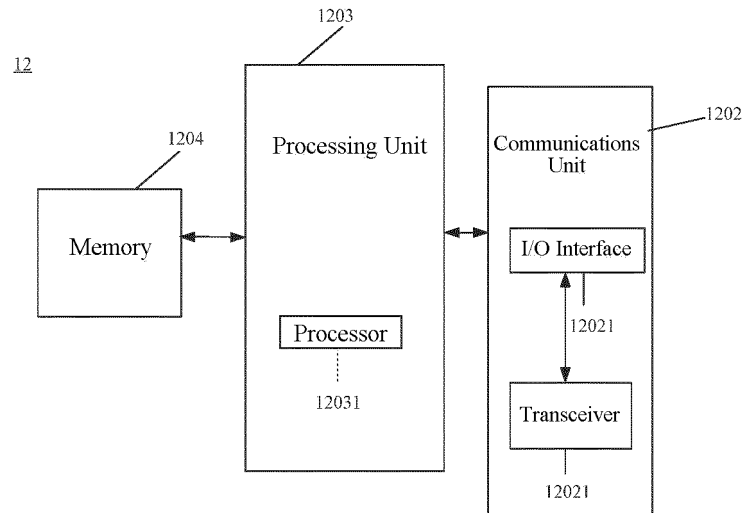 1203
12
1202
1204
Processing Unit
Communications
Unit
Memory
I/O Interface
12021
Processor
12031
Transceiver
12021